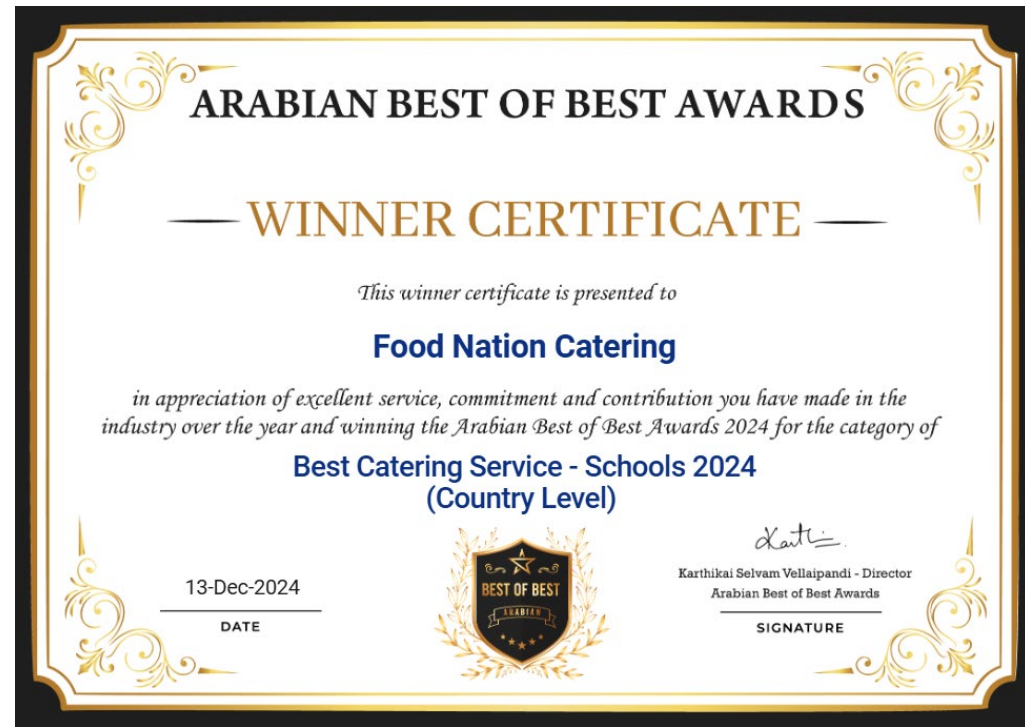 ARABIAN BEST OF BEST AWARDS
WINNER CERTIFICATE
This winner certificate is presented to
Food Nation Catering
in appreciation of excellent service, commitment and contribution you have made in the
industry over the year and winning the Arabian Best of Best Awards 2024 for the category of
Best Catering Service - Schools 2024
(Country Level)
13-Dec-2024
DATE
BEST OF BEST
ARABIAN
Karthi
Karthikai Selvam Vellaipandi - Director
Arabian Best of Best Awards
SIGNATURE